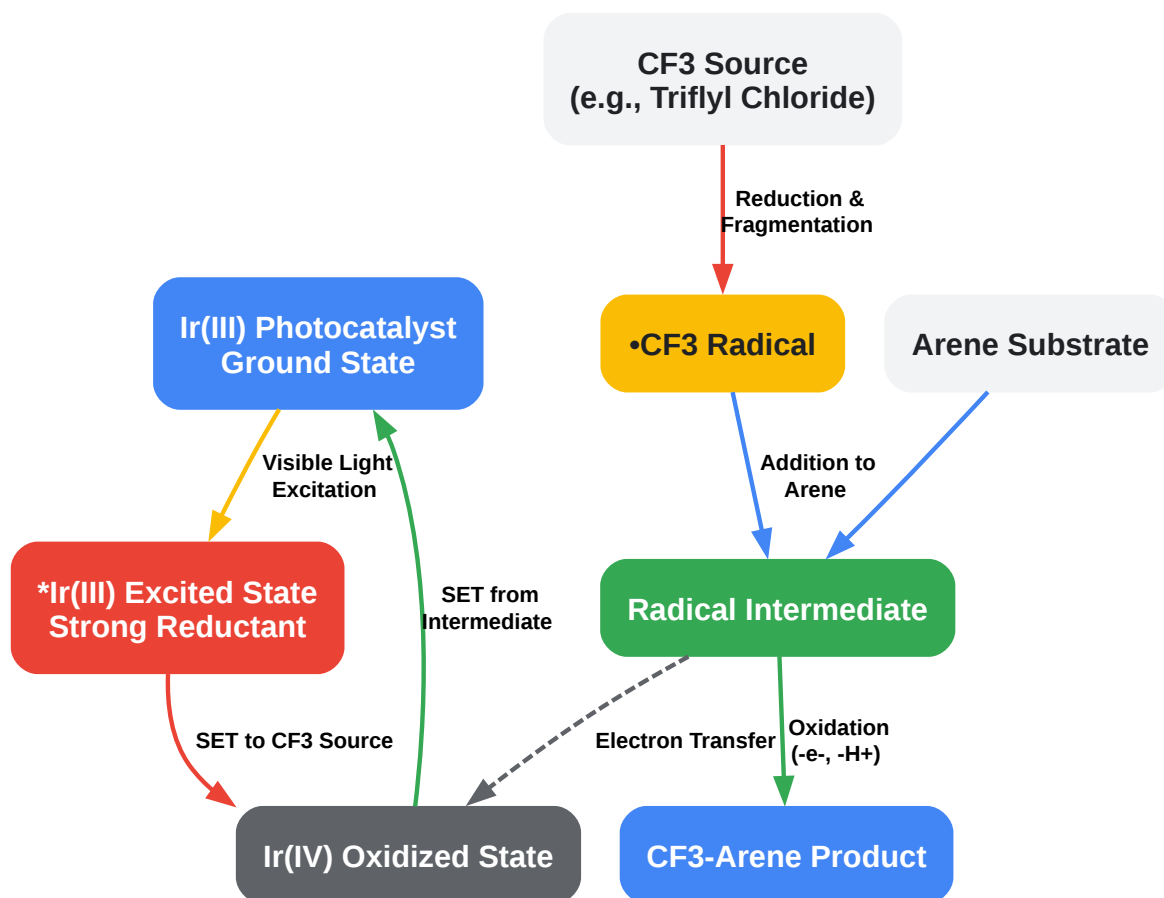 CF3 Source
(e.g., Triflyl Chloride)
Reduction &
Fragmentation
Ir(III) Photocatalyst
Ground State
•CF3 Radical
Arene Substrate
Visible Light
Excitation
Addition to
Arene
*Ir(III) Excited State
Strong Reductant
SET from
Intermediate
Radical Intermediate
SET to CF3 Source
Electron Transfer
Oxidation
(-e-, -H+)
Ir(IV) Oxidized State
CF3-Arene Product